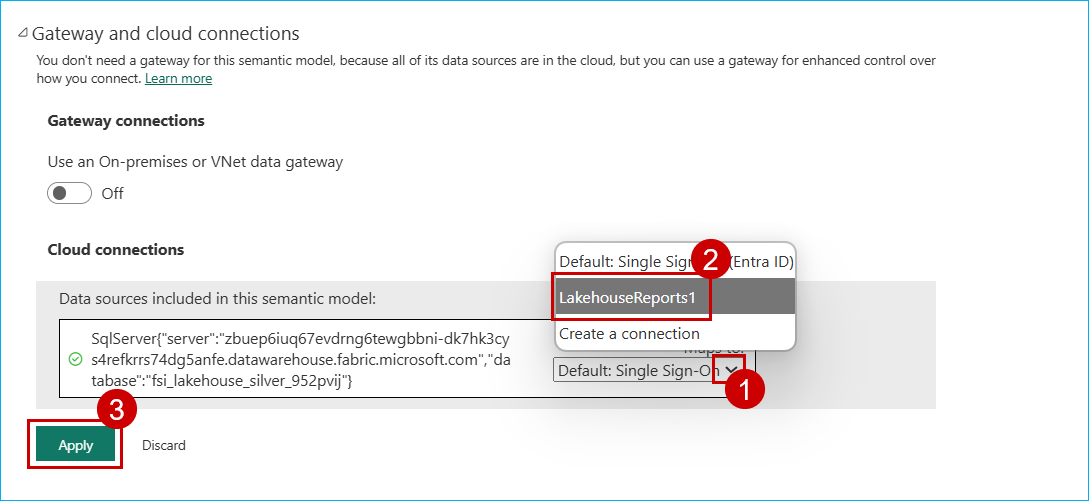 Gateway and cloud connections
You don't need a gateway for this semantic model, because all of its data sources are in the cloud, but you can use a gateway for enhanced control over
how you connect. Learn more
Gateway connections
Use an On-premises or VNet data gateway
Off
Cloud connections
Default: Single Sign (Entra ID)
2
LakehouseReports1
Create a connection
Data sources included in this semantic model:
Maps to:
SqlServer{"server":"zbuep6iuq67evdrng6tewgbbni-dk7hk3cy
s4refkrrs74dg5anfe.datawarehouse.fabric.microsoft.com","da
tabase":"fsi_lakehouse_silver_952pvij"}
Default: Single Sign-On
1
3
Apply
Discard